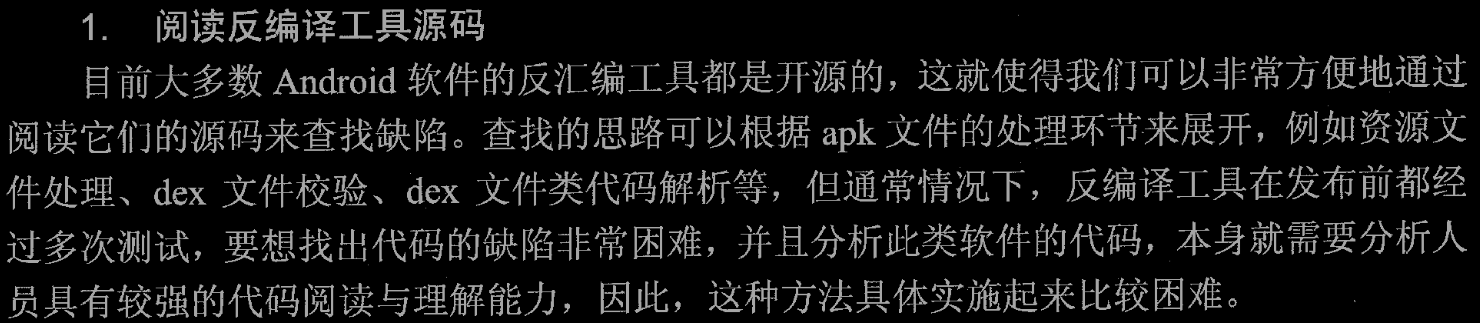 1. 阅读反编译工具源码
目前大多数 Android 软件的反汇编工具都是开源的，这就使得我们可以非常方便地通过
阅读它们的源码来查找缺陷。查找的思路可以根据 apk 文件的处理环节来展开，例如资源文
件处理、dex 文件校验、dex 文件类代码解析等，但通常情况下，反编译工具在发布前都经
过多次测试，要想找出代码的缺陷非常困难，并且分析此类软件的代码，本身就需要分析人
员具有较强的代码阅读与理解能力，因此，这种方法具体实施起来比较困难。